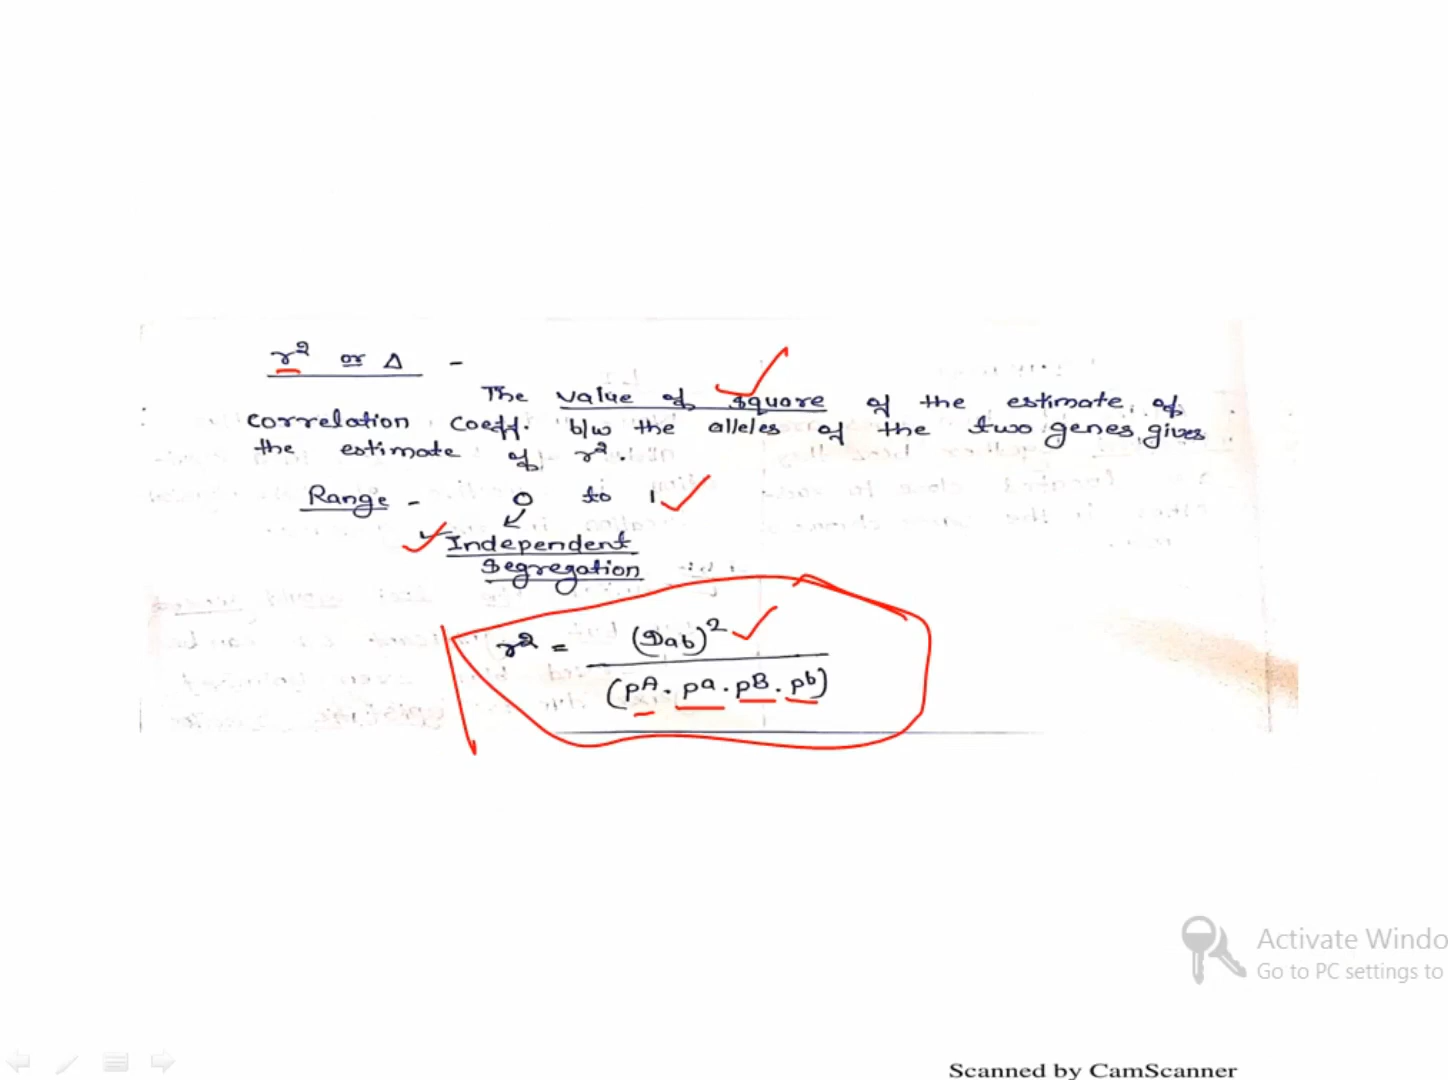 r² or Δ -
The value of square of the estimate of
correlation coeff. b/w the alleles of the two genes gives
the estimate of r².
Range - 0 to 1
Independent
Segregation
r² = (Dab)²
(pA. pa. pB. pb)
Activate Windo
Go to PC settings to
Scanned by CamScanner